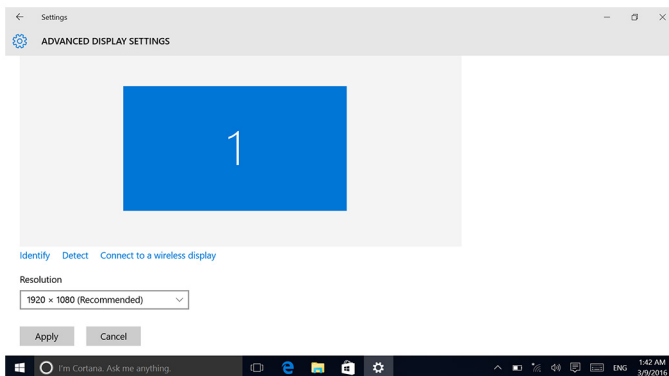 Settings
ADVANCED DISPLAY SETTINGS
1
Identify Detect Connect to a wireless display
Resolution
1920 × 1080 (Recommended)
Apply Cancel
I'm Cortana. Ask me anything.
ENG
1:42 AM
3/9/2016